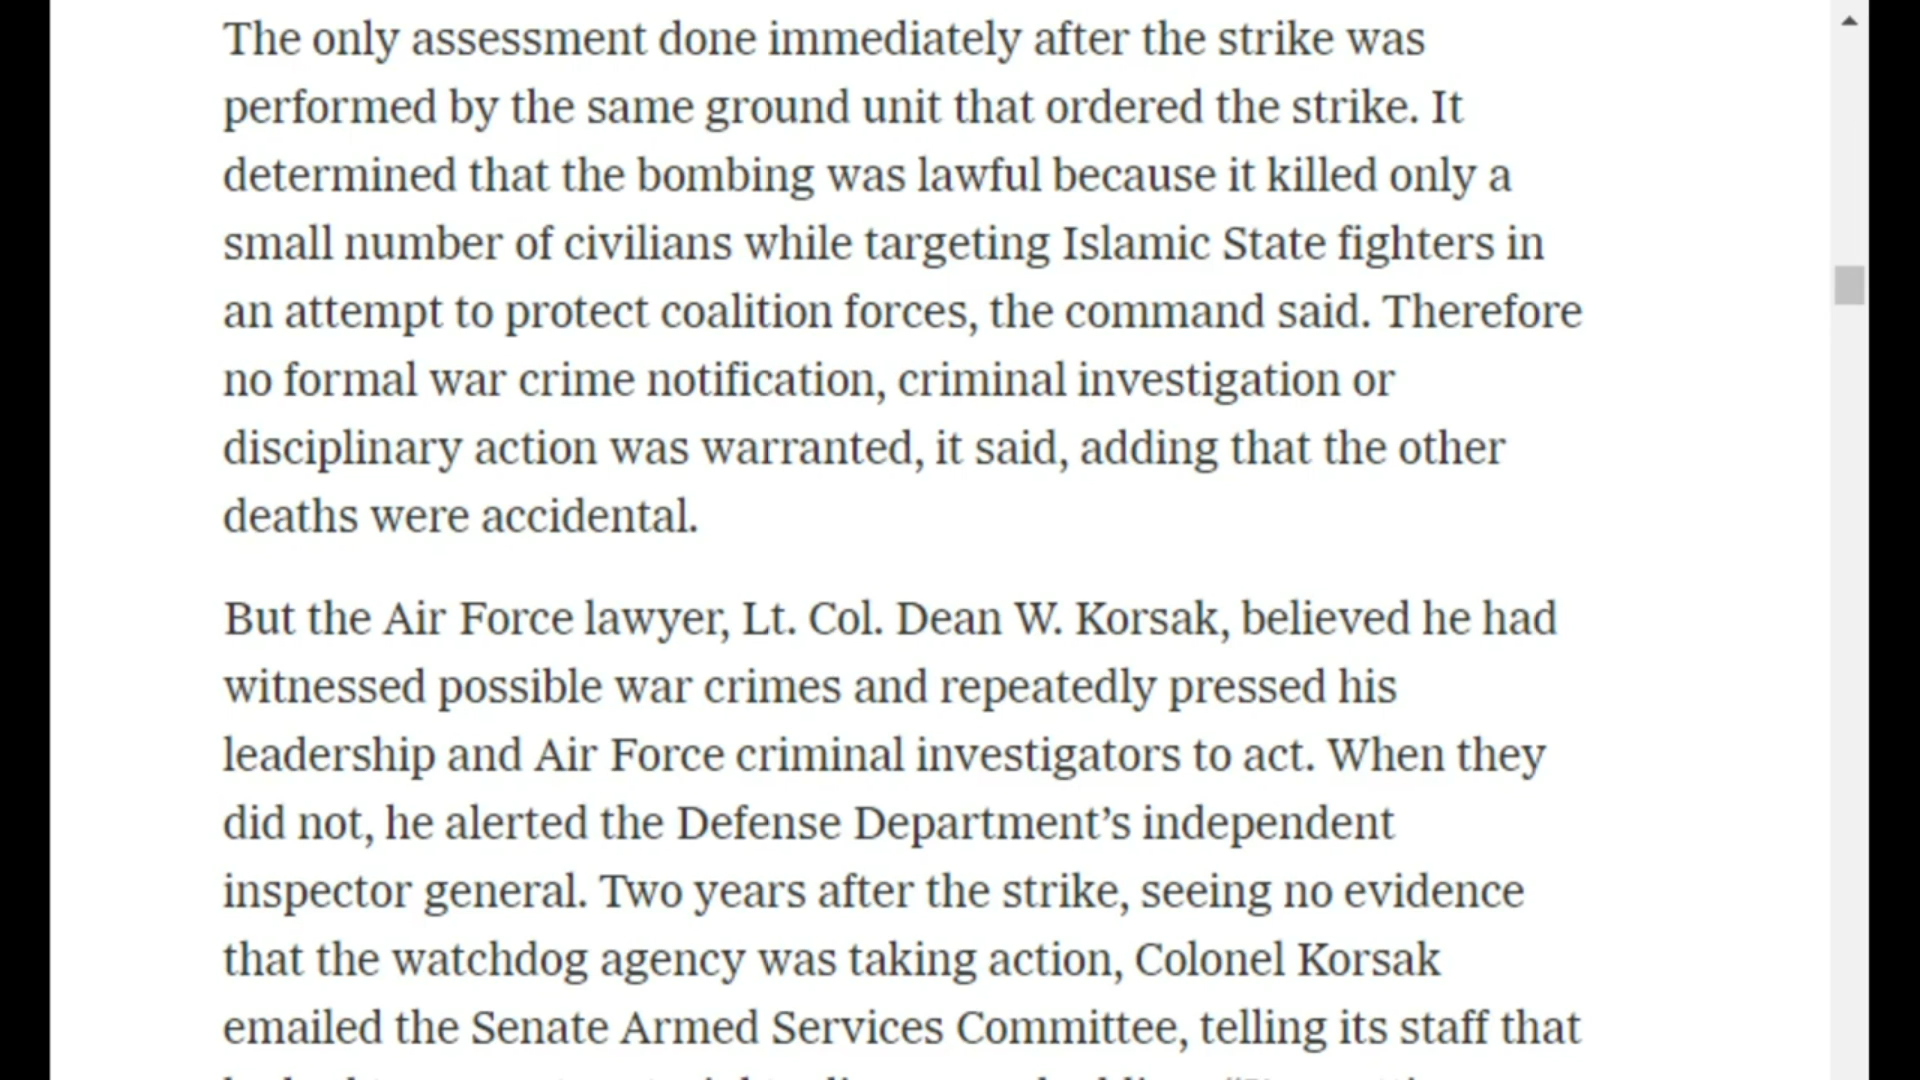 The only assessment done immediately after the strike was
performed by the same ground unit that ordered the strike. It
determined that the bombing was lawful because it killed only a
small number of civilians while targeting Islamic State fighters in
an attempt to protect coalition forces, the command said. Therefore
no formal war crime notification, criminal investigation or
disciplinary action was warranted, it said, adding that the other
deaths were accidental.
But the Air Force lawyer, Lt. Col. Dean W. Korsak, believed he had
witnessed possible war crimes and repeatedly pressed his
leadership and Air Force criminal investigators to act. When they
did not, he alerted the Defense Department’s independent
inspector general. Two years after the strike, seeing no evidence
that the watchdog agency was taking action, Colonel Korsak
emailed the Senate Armed Services Committee, telling its staff that